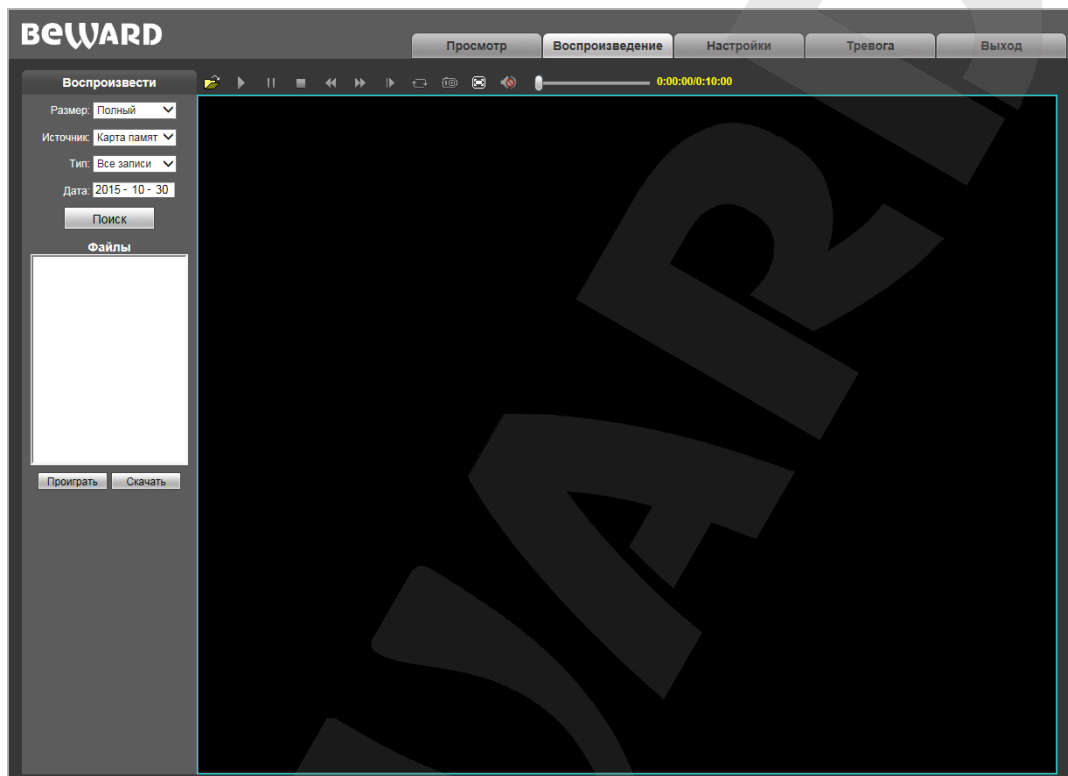 BEWARD
Просмотр Воспроизведение Настройки Тревога Выход
Воспроизвести
0:00:00/0:10:00
Размер: Полный
Источник: Карта памят
Тип: Все записи
Дата: 2015 - 10 - 30
Поиск
Файлы
Проиграть Скачать
WARD